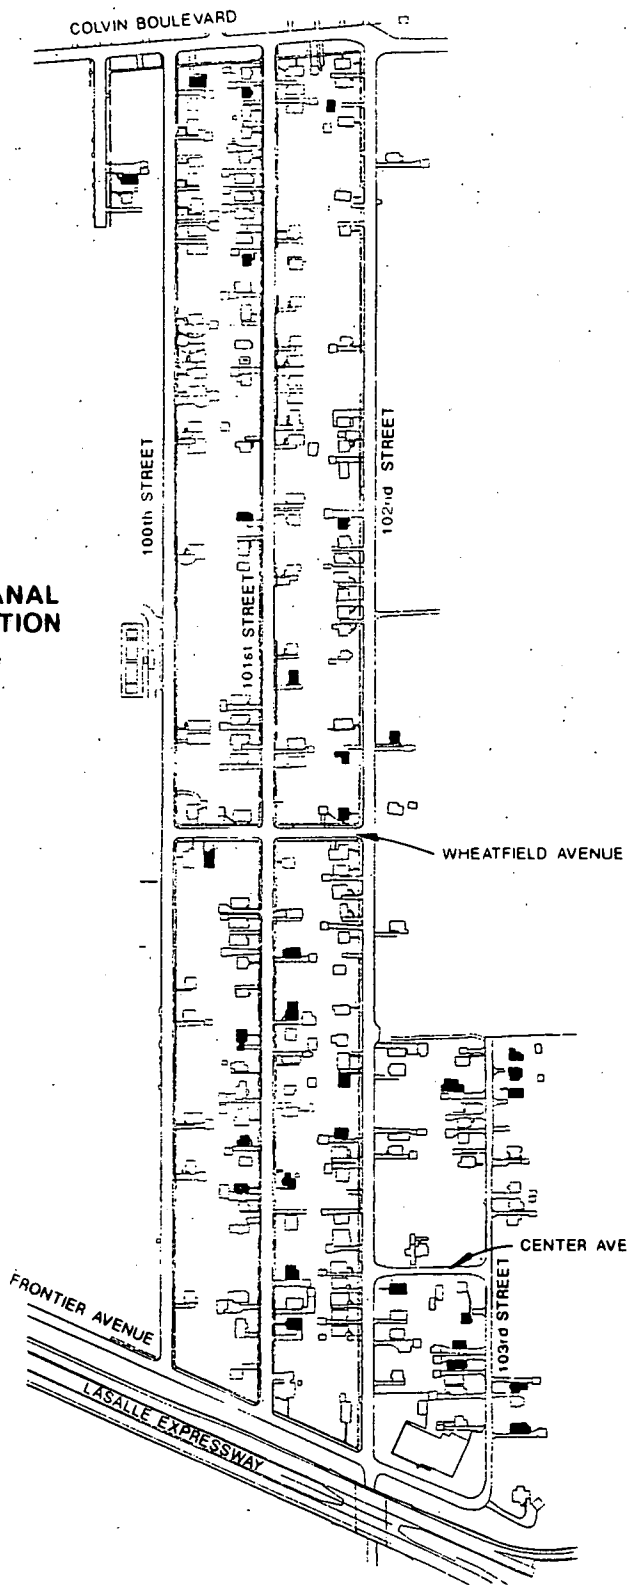 COLVIN BOULEVARD
100th STREET
102nd STREET
ANAL
TION
101st STREET
WHEATFIELD AVENUE
CENTER AVE
103rd STREET
FRONTIER AVENUE
LASALLE EXPRESSWAY